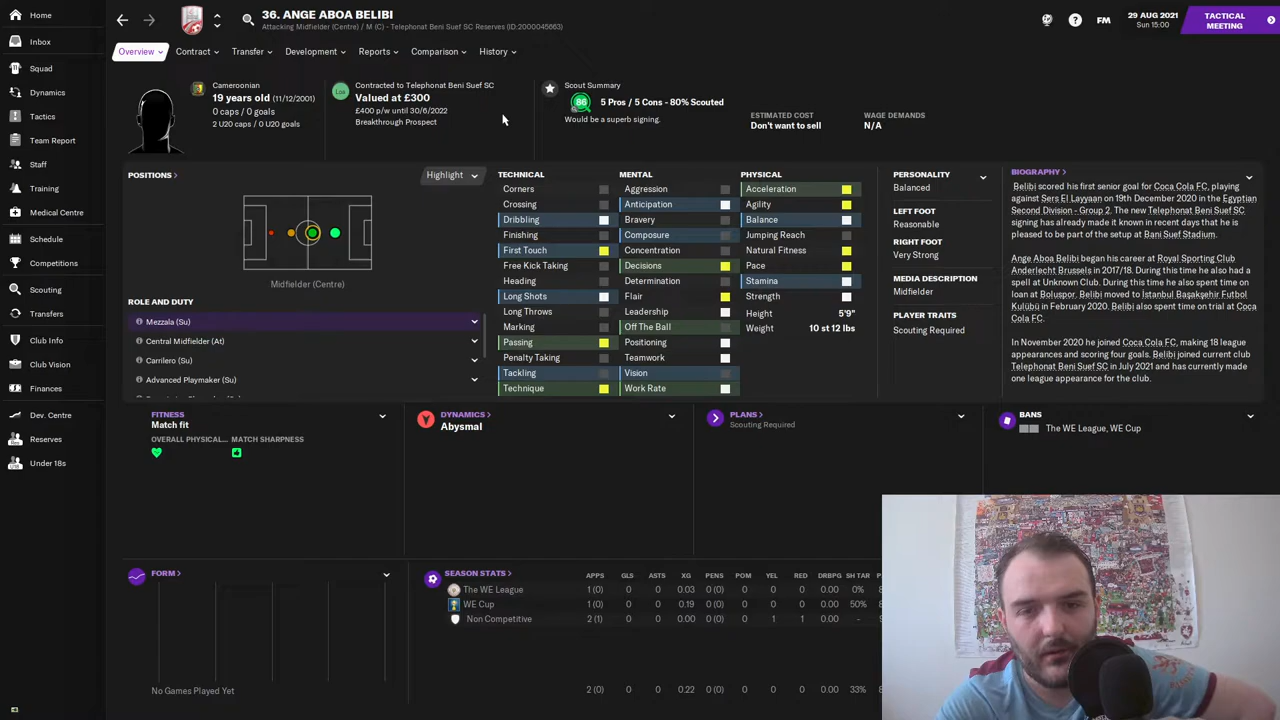 36. ANGE ABOA BELIBI
Attacking Midfielder (Centre) / M (C) - Telephonat Beni Suef SC Reserves (ID:2000045663)
FM
29 AUG 2021
Sun 15:00
TACTICAL
MEETING
Home
Inbox
Squad
Dynamics
Tactics
Team Report
Staff
Training
Medical Centre
Schedule
Competitions
Scouting
Transfers
Club Info
Club Vision
Finances
Dev. Centre
Reserves
Under 18s
Overview
Contract
Transfer
Development
Reports
Comparison
History
Cameroonian
19 years old (11/12/2001)
0 caps / 0 goals
2 U20 caps / 0 U20 goals
Loa
Contracted to Telephonat Beni Suef SC
Valued at £300
£400 p/w until 30/6/2022
Breakthrough Prospect
Scout Summary
86
5 Pros / 5 Cons - 80% Scouted
Would be a superb signing.
ESTIMATED COST
Don't want to sell
WAGE DEMANDS
N/A
POSITIONS
Highlight
Midfielder (Centre)
ROLE AND DUTY
Mezzala (Su)
Central Midfielder (At)
Carrilero (Su)
Advanced Playmaker (Su)
TECHNICAL
Corners
Crossing
Dribbling
Finishing
First Touch
Free Kick Taking
Heading
Long Shots
Long Throws
Marking
Passing
Penalty Taking
Tackling
Technique
MENTAL
Aggression
Anticipation
Bravery
Composure
Concentration
Decisions
Determination
Flair
Leadership
Off The Ball
Positioning
Teamwork
Vision
Work Rate
PHYSICAL
Acceleration
Agility
Balance
Jumping Reach
Natural Fitness
Pace
Stamina
Strength
Height 5'9"
Weight 10 st 12 lbs
PERSONALITY
Balanced
LEFT FOOT
Reasonable
RIGHT FOOT
Very Strong
MEDIA DESCRIPTION
Midfielder
PLAYER TRAITS
Scouting Required
BIOGRAPHY
Belibi scored his first senior goal for Coca Cola FC, playing
against Sers El Layyaan on 19th December 2020 in the Egyptian
Second Division - Group 2. The new Telephonat Beni Suef SC
signing has already made it known in recent days that he is
pleased to be part of the setup at Bani Suef Stadium.
Ange Aboa Belibi began his career at Royal Sporting Club
Anderlecht Brussels in 2017/18. During this time he also had a
spell at Unknown Club. During this time he also spent time on
loan at Boluspor. Belibi moved to İstanbul Başakşehir Futbol
Kulübü in February 2020. Belibi also spent time on trial at Coca
Cola FC.
In November 2020 he joined Coca Cola FC, making 18 league
appearances and scoring four goals. Belibi joined current club
Telephonat Beni Suef SC in July 2021 and has currently made
one league appearance for the club.
FITNESS
Match fit
OVERALL PHYSICAL... MATCH SHARPNESS
DYNAMICS
Abysmal
PLANS
Scouting Required
BANS
The WE League, WE Cup
FORM
No Games Played Yet
SEASON STATS
APPS GLS ASTS XG PENS POM YEL RED DRBPG SH TAR
The WE League 1 (0) 0 0 0.03 0 (0) 0 0 0 0.00 0%
WE Cup 1 (0) 0 0 0.19 0 (0) 0 0 0 0.00 50%
Non Competitive 2 (1) 0 0 0.00 0 (0) 0 1 1 0.00 -
2 (0) 0 0 0.22 0 (0) 0 0 0 0.00 33%